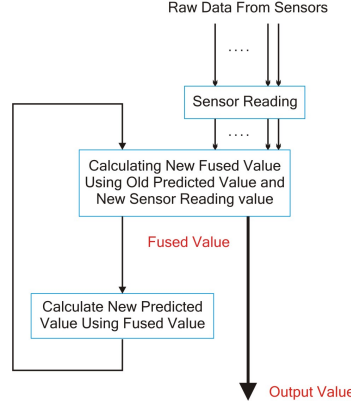 Raw Data From Sensors
....
Sensor Reading
....
Calculating New Fused Value
Using Old Predicted Value and
New Sensor Reading value
Fused Value
Calculate New Predicted
Value Using Fused Value
Output Value